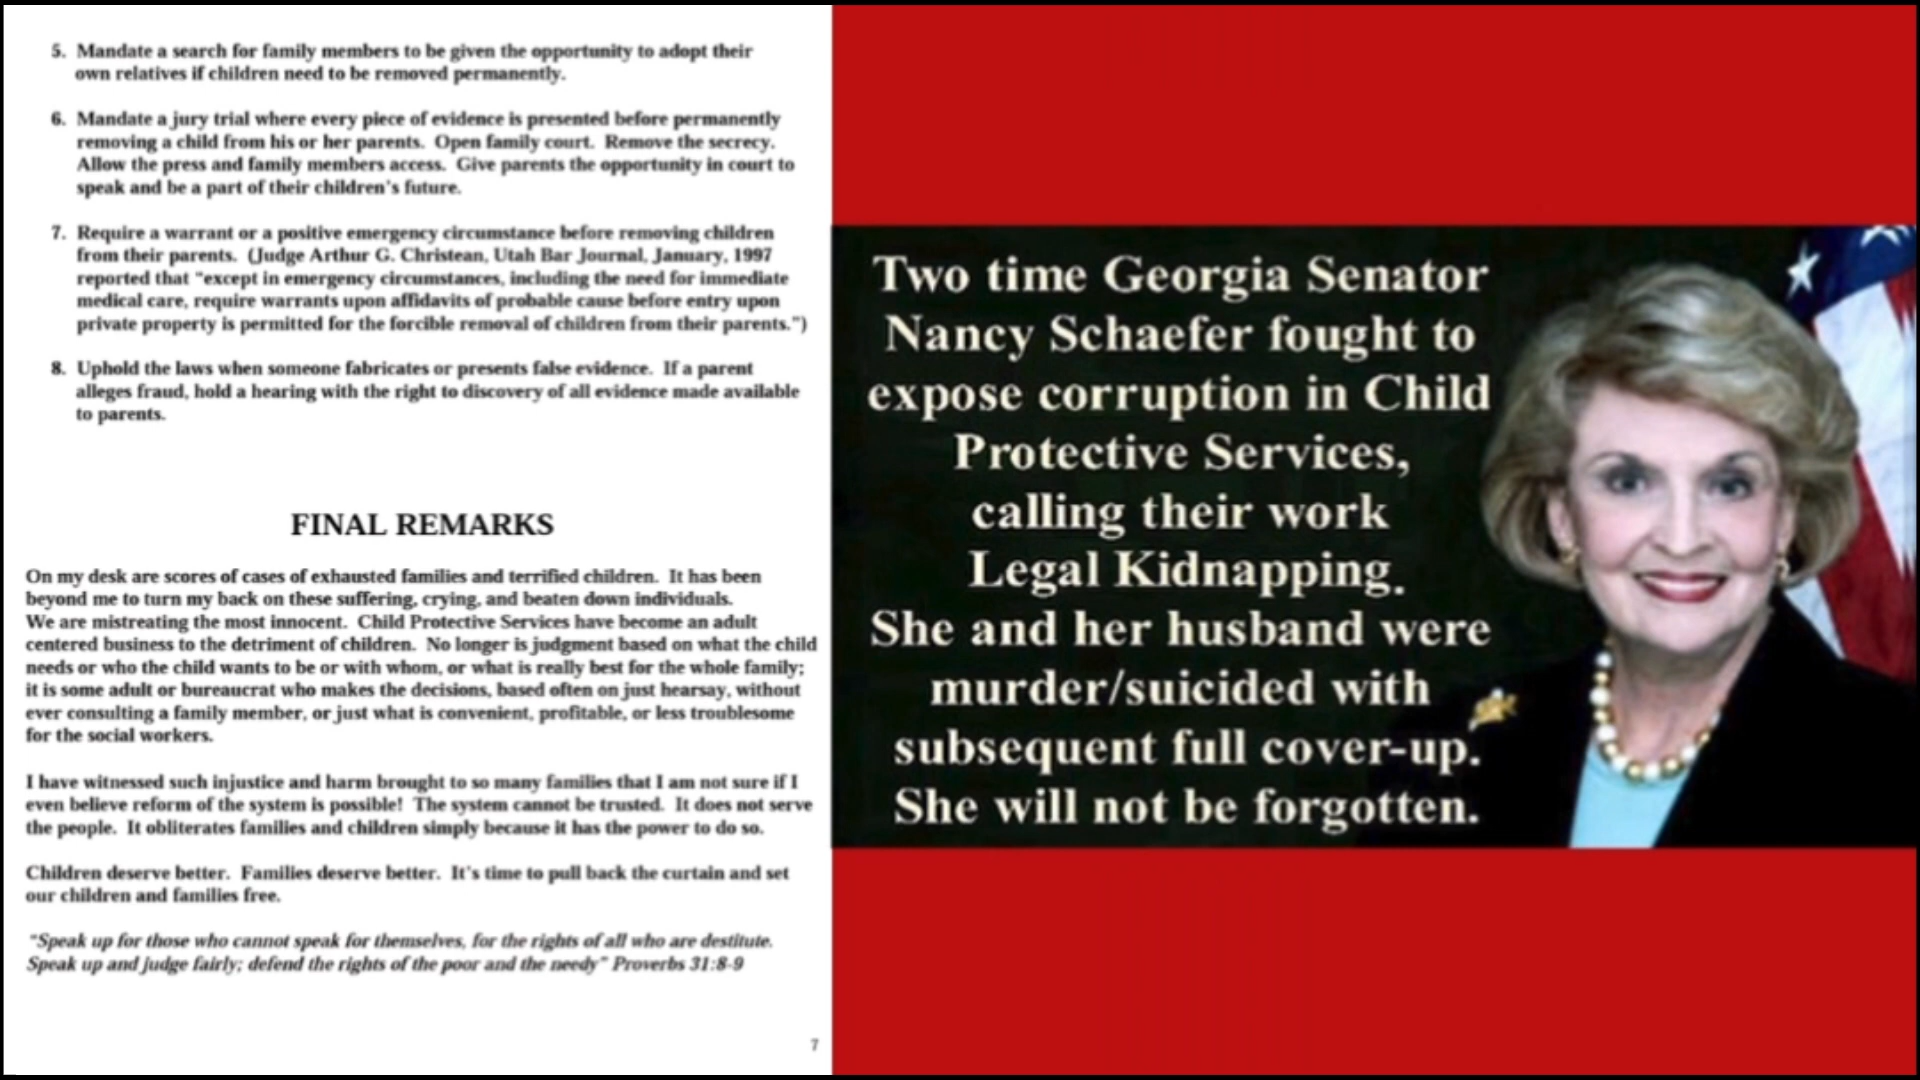 5. Mandate a search for family members to be given the opportunity to adopt their
own relatives if children need to be removed permanently.
6. Mandate a jury trial where every piece of evidence is presented before permanently
removing a child from his or her parents. Open family court. Remove the secrecy.
Allow the press and family members access. Give parents the opportunity in court to
speak and be a part of their children's future.
7. Require a warrant or a positive emergency circumstance before removing children
from their parents. (Judge Arthur G. Christean, Utah Bar Journal, January, 1997
reported that "except in emergency circumstances, including the need for immediate
medical care, require warrants upon affidavits of probable cause before entry upon
private property is permitted for the forcible removal of children from their parents.")
8. Uphold the laws when someone fabricates or presents false evidence. If a parent
alleges fraud, hold a hearing with the right to discovery of all evidence made available
to parents.
FINAL REMARKS
On my desk are scores of cases of exhausted families and terrified children. It has been
beyond me to turn my back on these suffering, crying, and beaten down individuals.
We are mistreating the most innocent. Child Protective Services have become an adult
centered business to the detriment of children. No longer is judgment based on what the child
needs or who the child wants to be or with whom, or what is really best for the whole family;
it is some adult or bureaucrat who makes the decisions, based often on just hearsay, without
ever consulting a family member, or just what is convenient, profitable, or less troublesome
for the social workers.
I have witnessed such injustice and harm brought to so many families that I am not sure if I
even believe reform of the system is possible! The system cannot be trusted. It does not serve
the people. It obliterates families and children simply because it has the power to do so.
Children deserve better. Families deserve better. It's time to pull back the curtain and set
our children and families free.
"Speak up for those who cannot speak for themselves, for the rights of all who are destitute.
Speak up and judge fairly; defend the rights of the poor and the needy" Proverbs 31:8-9
7
Two time Georgia Senator
Nancy Schaefer fought to
expose corruption in Child
Protective Services,
calling their work
Legal Kidnapping.
She and her husband were
murder/suicided with
subsequent full cover-up.
She will not be forgotten.